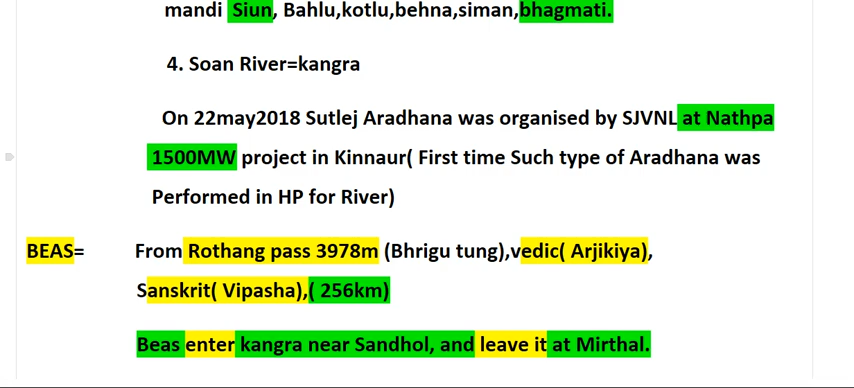 mandi Siun, Bahlu,kotlu,behna,siman,bhagmati.
4. Soan River=kangra
On 22may2018 Sutlej Aradhana was organised by SJVNL at Nathpa
1500MW project in Kinnaur( First time Such type of Aradhana was
Performed in HP for River)
BEAS= From Rothang pass 3978m (Bhrigu tung),vedic( Arjikiya),
Sanskrit( Vipasha),( 256km)
Beas enter kangra near Sandhol, and leave it at Mirthal.